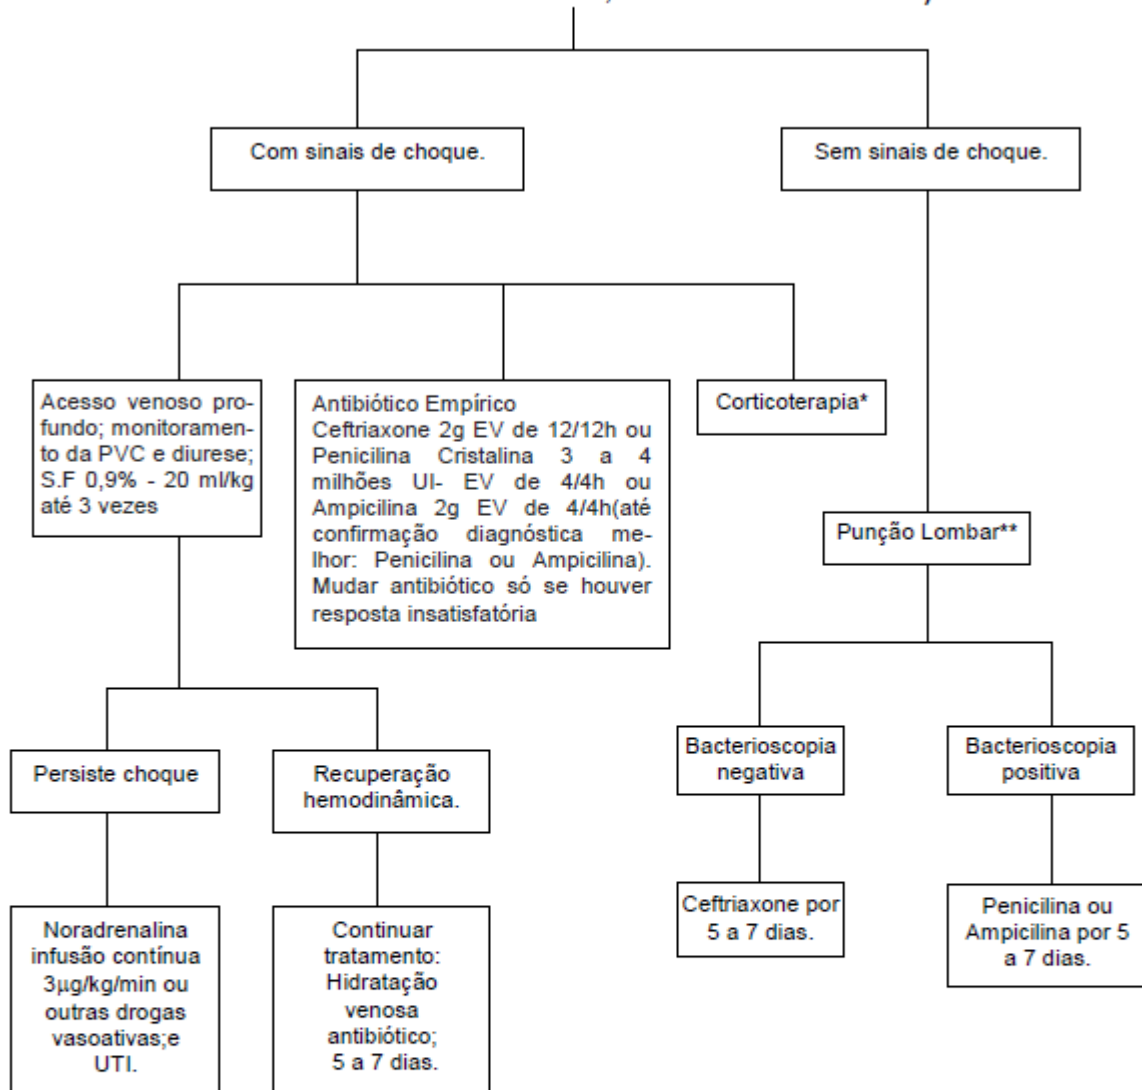 Com sinais de choque.
Sem sinais de choque.
Acesso venoso pro-
fundo; monitoramen-
to da PVC e diurese;
S.F 0,9% - 20 ml/kg
até 3 vezes
Antibiótico Empírico
Ceftriaxone 2g EV de 12/12h ou
Penicilina Cristalina 3 a 4
milhões UI- EV de 4/4h ou
Ampicilina 2g EV de 4/4h(até
confirmação diagnóstica me-
lhor: Penicilina ou Ampicilina).
Mudar antibiótico só se houver
resposta insatisfatória
Corticoterapia*
Punção Lombar**
Persiste choque
Recuperação
hemodinâmica.
Bacterioscopia
negativa
Bacterioscopia
positiva
Noradrenalina
infusão contínua
3µg/kg/min ou
outras drogas
vasoativas;e
UTI.
Continuar
tratamento:
Hidratação
venosa
antibiótico;
5 a 7 dias.
Ceftriaxone por
5 a 7 dias.
Penicilina ou
Ampicilina por 5
a 7 dias.